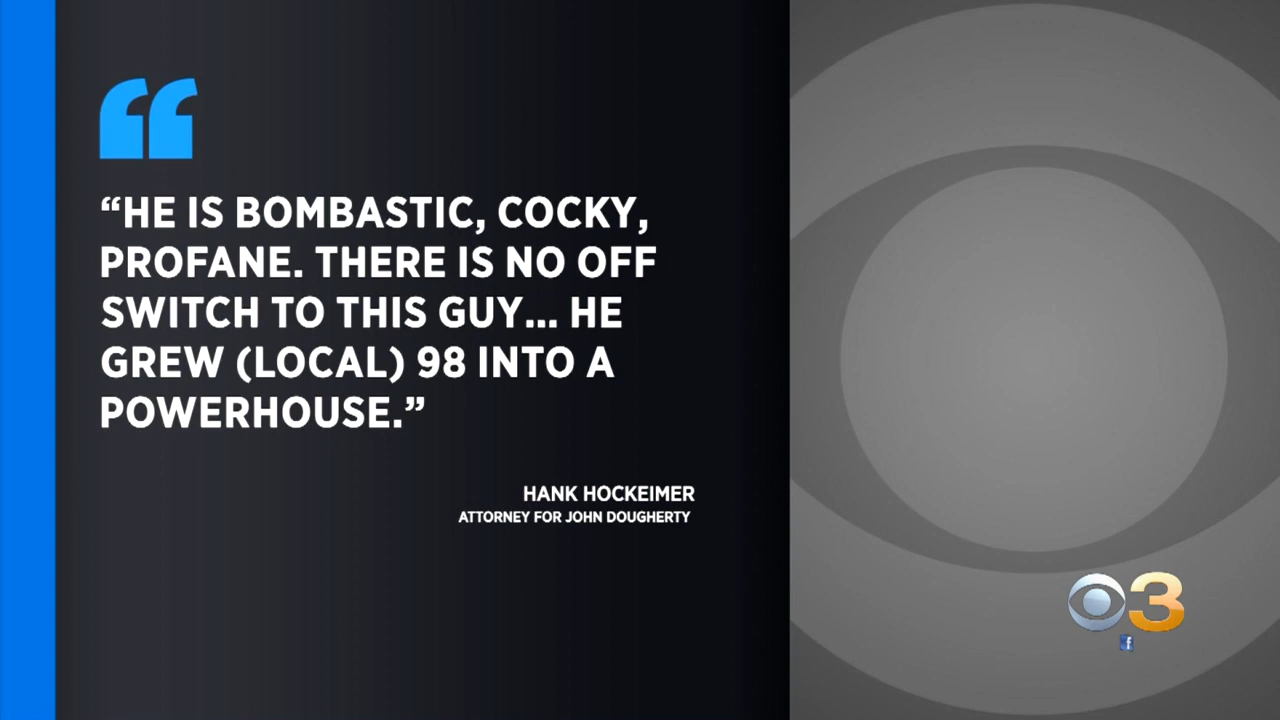 “HE IS BOMBASTIC, COCKY,
PROFANE. THERE IS NO OFF
SWITCH TO THIS GUY... HE
GREW (LOCAL) 98 INTO A
POWERHOUSE.”
HANK HOCKEIMER
ATTORNEY FOR JOHN DOUGHERTY
3
f